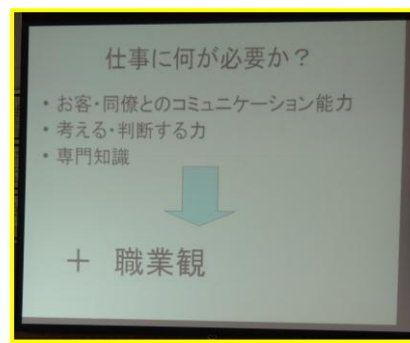 仕事に何が必要か？
・お客・同僚とのコミュニケーション能力
・考える・判断する力
・専門知識
＋ 職業観